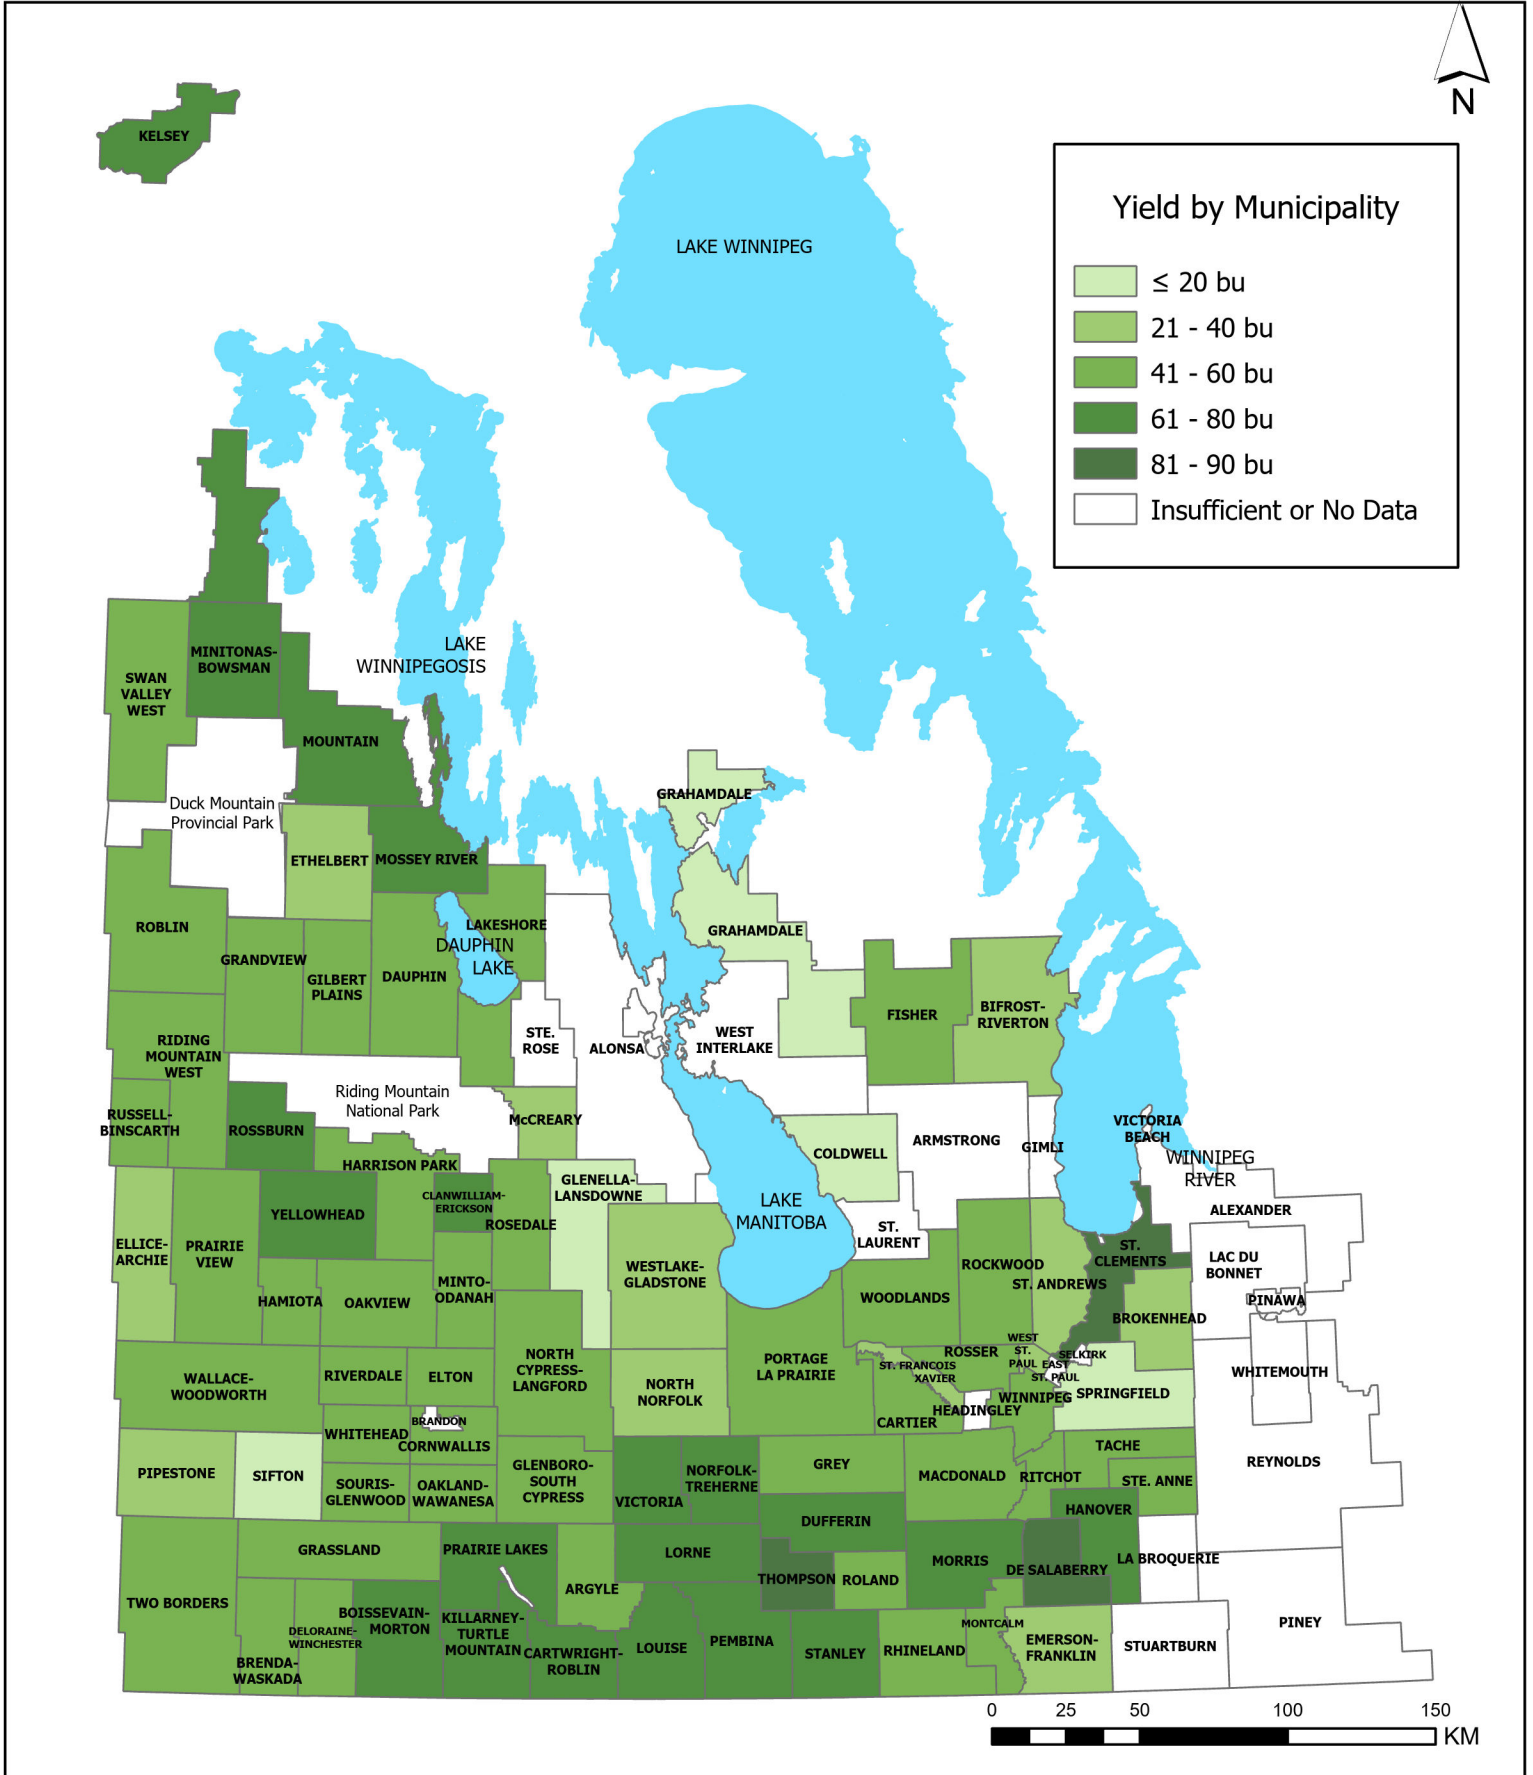 N
KELSEY
Yield by Municipality
≤ 20 bu
21 - 40 bu
41 - 60 bu
61 - 80 bu
81 - 90 bu
Insufficient or No Data
LAKE WINNIPEG
LAKE
WINNIPEGOSIS
MINITONAS-
BOWSMAN
SWAN
VALLEY
WEST
MOUNTAIN
Duck Mountain
Provincial Park
GRAHAMDALE
ETHELBERT
MOSSEY RIVER
ROBLIN
LAKESHORE
DAUPHIN
LAKE
GRAHAMDALE
GRANDVIEW
GILBERT
PLAINS
DAUPHIN
FISHER
BIFROST-
RIVERTON
RIDING
MOUNTAIN
WEST
STE.
ROSE
ALONSA
WEST
INTERLAKE
Riding Mountain
National Park
RUSSELL-
BINSCARTH
ROSSBURN
McCREARY
VICTORIA
BEACH
ARMSTRONG
GIMLI
COLDWELL
HARRISON PARK
WINNIPEG
RIVER
GLENELLA-
LANSDOWNE
CLANWILLIAM-
ERICKSON
YELLOWHEAD
ROSEDALE
LAKE
MANITOBA
ALEXANDER
ST.
LAURENT
ELLICE-
ARCHIE
PRAIRIE
VIEW
ST.
CLEMENTS
LAC DU
BONNET
WESTLAKE-
GLADSTONE
ROCKWOOD
ST. ANDREWS
MINTO-
ODANAH
HAMIOTA
OAKVIEW
WOODLANDS
PINAWA
BROKENHEAD
NORTH
CYPRESS-
LANGFORD
PORTAGE
LA PRAIRIE
ROSSER
WEST
ST.
PAUL
EAST
ST. PAUL
SELKIRK
ST. FRANCOIS
XAVIER
WHITEMOUTH
WALLACE-
WOODWORTH
RIVERDALE
ELTON
NORTH
NORFOLK
SPRINGFIELD
WINNIPEG
HEADINGLEY
CARTIER
BRANDON
WHITEHEAD
CORNWALLIS
TACHE
REYNOLDS
PIPESTONE
SIFTON
GLENBORO-
SOUTH
CYPRESS
NORFOLK-
TREHERNE
GREY
MACDONALD
RITCHOT
STE. ANNE
SOURIS-
GLENWOOD
OAKLAND-
WAWANESA
VICTORIA
HANOVER
DUFFERIN
GRASSLAND
PRAIRIE LAKES
LORNE
MORRIS
DE SALABERRY
LA BROQUERIE
THOMPSON
ROLAND
ARGYLE
TWO BORDERS
BOISSEVAIN-
MORTON
KILLARNEY-
TURTLE
MOUNTAIN
DELORAINE-
WINCHESTER
MONTCALM
PINEY
BRENDA-
WASKADA
CARTWRIGHT-
ROBLIN
LOUISE
PEMBINA
STANLEY
RHINELAND
EMERSON-
FRANKLIN
STUARTBURN
0 25 50 100 150
KM